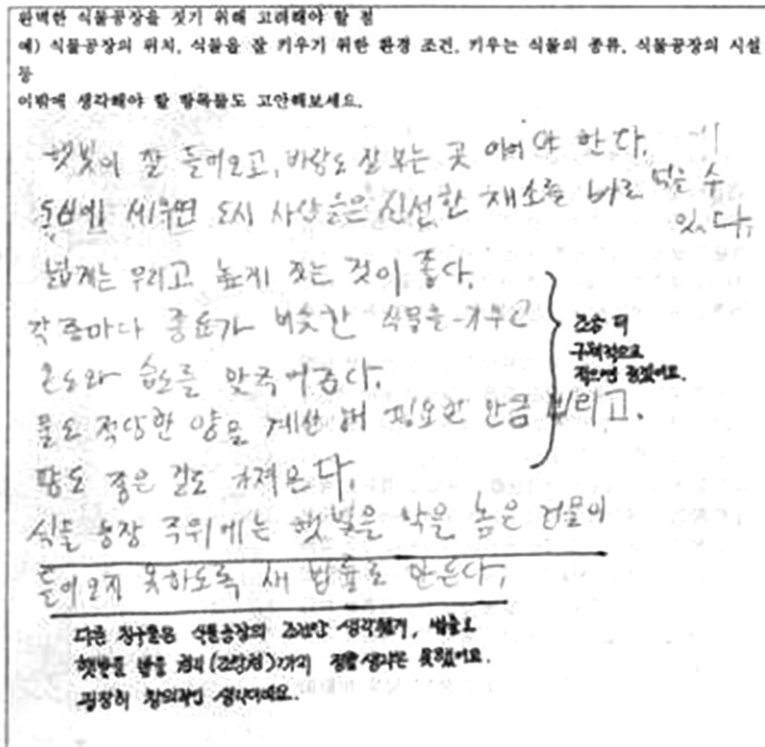 완벽한 식물공장을 짓기 위해 고려해야 할 점
예) 식물공장의 위치, 식물을 잘 키우기 위한 환경 조건, 키우는 식물의 종류, 식물공장의 시설
등
이밖에 생각해야 할 항목들도 고안해보세요.
햇빛이 잘 들어오고, 바람도 잘 부는 곳 이어야 한다.
도시에 세우면 도시 사람들은 신선한 채소를 바로 먹을 수
있다.
넓게는 우리고 높게 짓는 것이 좋다.
각 층마다 종류가 비슷한 식물을 키우고
온도와 습도를 맞춰 준다.
물도 적당한 양을 계산해 필요한 만큼 뿌리고.
땅도 좋은 걸로 가져온다.
조금 더
구체적으로
적으면 좋겠어요.
식물 농장 주위에는 햇빛을 막을 높은 건물이
들어오지 못하도록 새 법률로 만든다.
다른 친구들은 식물공장의 조건만 생각했게, 법률로
햇빛을 받을 권리(조망권)까지 정할 생각은 못했어요.
굉장히 창의적인 생각이에요.